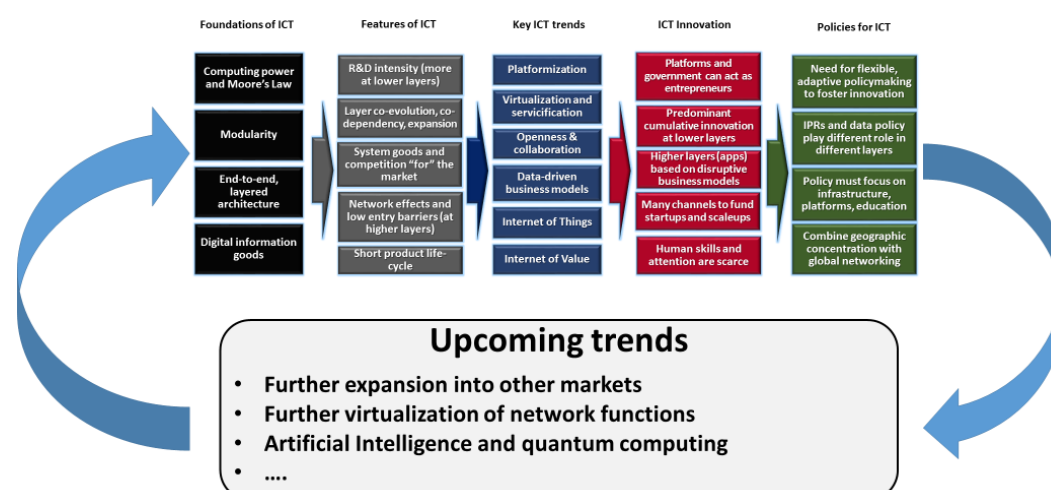 Foundations of ICT
Computing power
and Moore's Law
Modularity
End-to-end,
layered
architecture
Digital information
goods
Features of ICT
R&D intensity (more
at lower layers)
Layer co-evolution, co-
dependency, expansion
System goods and
competition “for” the
market
Network effects and
low entry barriers (at
higher layers)
Short product life-
cycle
Key ICT trends
Platformization
Virtualization and
servicification
Openness &
collaboration
Data-driven
business models
Internet of Things
Internet of Value
ICT Innovation
Platforms and
government can act as
entrepreneurs
Predominant
cumulative innovation
at lower layers
Higher layers (apps)
based on disruptive
business models
Many channels to fund
startups and scaleups
Human skills and
attention are scarce
Policies for ICT
Need for flexible,
adaptive policymaking
to foster innovation
IPRs and data policy
play different role in
different layers
Policy must focus on
infrastructure,
platforms, education
Combine geographic
concentration with
global networking
Upcoming trends
• Further expansion into other markets
• Further virtualization of network functions
• Artificial Intelligence and quantum computing
• ....